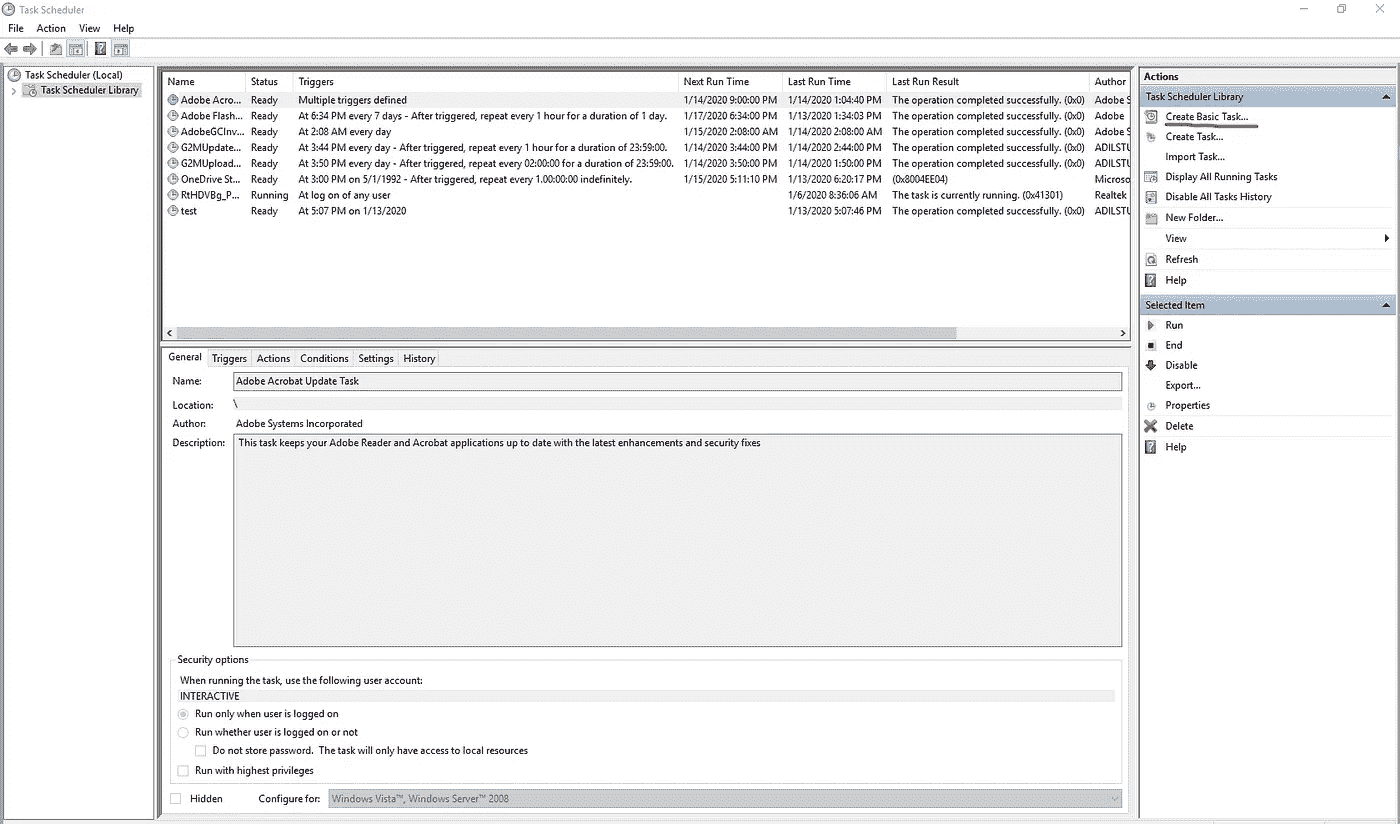 Task Scheduler
File Action View Help
Task Scheduler (Local)
Task Scheduler Library
Name Status Triggers Next Run Time Last Run Time Last Run Result Author
Adobe Acro... Ready Multiple triggers defined 1/14/2020 9:00:00 PM 1/14/2020 1:04:40 PM The operation completed successfully. (0x0) Adobe S
Adobe Flash... Ready At 6:34 PM every 7 days - After triggered, repeat every 1 hour for a duration of 1 day. 1/17/2020 6:34:00 PM 1/13/2020 1:34:03 PM The operation completed successfully. (0x0) Adobe
AdobeGCInv... Ready At 2:08 AM every day 1/15/2020 2:08:00 AM 1/14/2020 2:08:00 AM The operation completed successfully. (0x0) Adobe S
G2MUpdate... Ready At 3:44 PM every day - After triggered, repeat every 1 hour for a duration of 23:59:00. 1/14/2020 3:44:00 PM 1/14/2020 2:44:00 PM The operation completed successfully. (0x0) ADILSTU
G2MUpload... Ready At 3:50 PM every day - After triggered, repeat every 02:00:00 for a duration of 23:59:00. 1/14/2020 3:50:00 PM 1/14/2020 1:50:00 PM The operation completed successfully. (0x0) ADILSTU
OneDrive St... Ready At 3:00 PM on 5/1/1992 - After triggered, repeat every 1.00:00:00 indefinitely. 1/15/2020 5:11:10 PM 1/13/2020 6:20:17 PM (0x8004EE04) Microso
RtHDVBg_P... Running At log on of any user 1/6/2020 8:36:06 AM The task is currently running. (0x41301) Realtek
test Ready At 5:07 PM on 1/13/2020 1/13/2020 5:07:46 PM The operation completed successfully. (0x0) ADILSTU
General Triggers Actions Conditions Settings History
Name: Adobe Acrobat Update Task
Location: \
Author: Adobe Systems Incorporated
Description: This task keeps your Adobe Reader and Acrobat applications up to date with the latest enhancements and security fixes
Security options
When running the task, use the following user account:
INTERACTIVE
Run only when user is logged on
Run whether user is logged on or not
Do not store password. The task will only have access to local resources
Run with highest privileges
Hidden Configure for: Windows Vista™, Windows Server™ 2008
Actions
Task Scheduler Library
Create Basic Task...
Create Task...
Import Task...
Display All Running Tasks
Disable All Tasks History
New Folder...
View
Refresh
Help
Selected Item
Run
End
Disable
Export...
Properties
Delete
Help